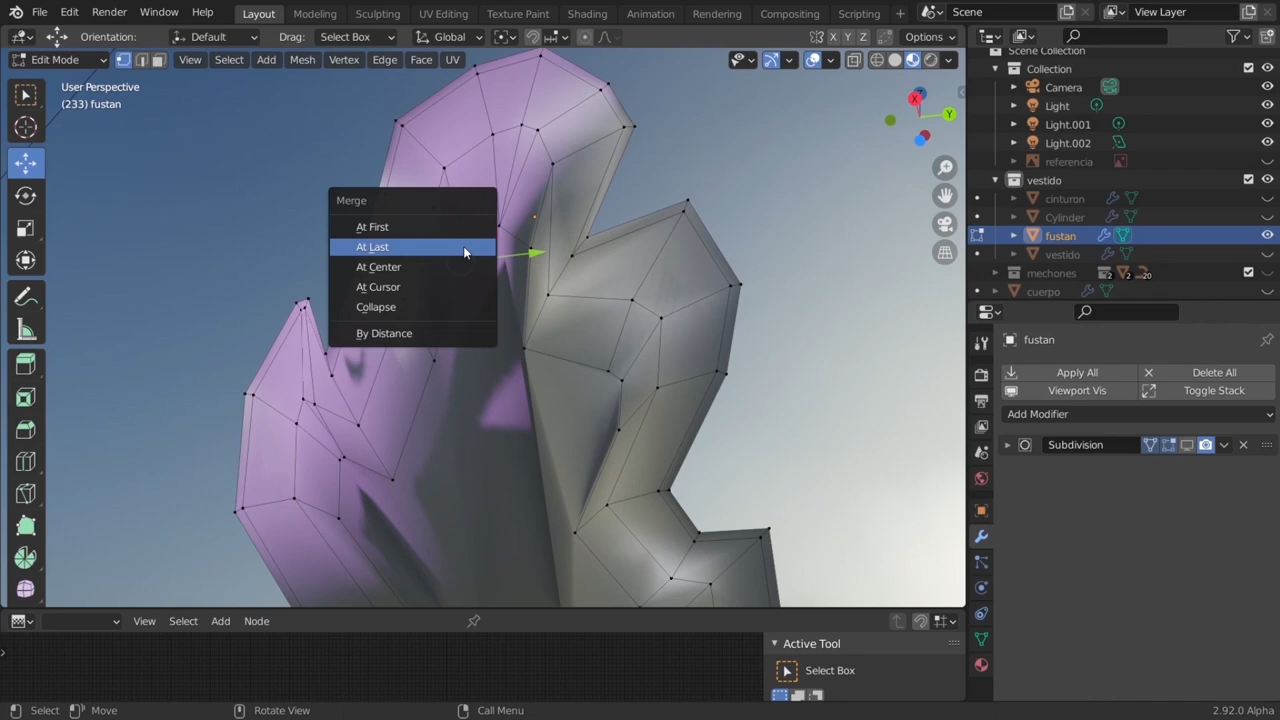 File Edit Render Window Help Layout Modeling Sculpting UV Editing Texture Paint Shading Animation Rendering Compositing Scripting + Scene View Layer
Orientation: Default Drag: Select Box Global X Y Z Options
Edit Mode View Select Add Mesh Vertex Edge Face UV
User Perspective
(233) fustan
X
Y
Merge
At First
At Last
At Center
At Cursor
Collapse
By Distance
Scene Collection
Collection
Camera
Light
Light.001
Light.002
referencia
vestido
cinturon
Cylinder
fustan
vestido
mechones 2 2 20
cuerpo
fustan
Apply All Delete All
Viewport Vis Toggle Stack
Add Modifier
Subdivision
View Select Add Node
Active Tool
Select Box
Select Move Rotate View Call Menu 2.92.0 Alpha